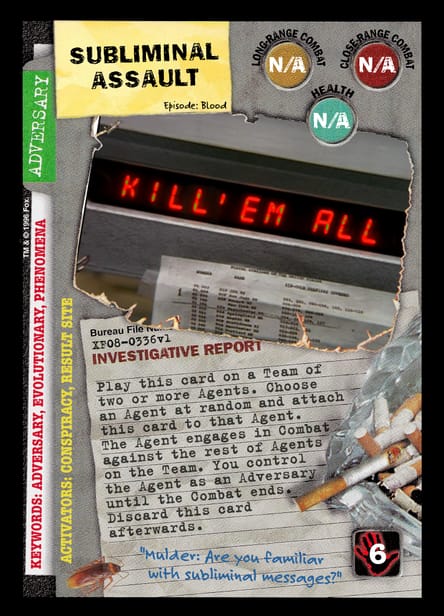 SUBLIMINAL
ASSAULT
Episode: Blood
LONG-RANGE COMBAT
N/A
CLOSE-RANGE COMBAT
N/A
HEALTH
N/A
ADVERSARY
TM & © 1996 Fox.
KEYWORDS: ADVERSARY, EVOLUTIONARY, PHENOMENA
ACTIVATORS: CONSPIRACY, RESULT SITE
KILL'EM ALL
Bureau File
XF08-0336v1
INVESTIGATIVE REPORT
Play this card on a Team of
two or more Agents. Choose
an Agent at random and attach
this card to that Agent.
The Agent engages in Combat
against the rest of Agents
on the Team. You control
the Agent as an Adversary
until the Combat ends.
Discard this card
afterwards.
"Mulder: Are you familiar
with subliminal messages?"
6